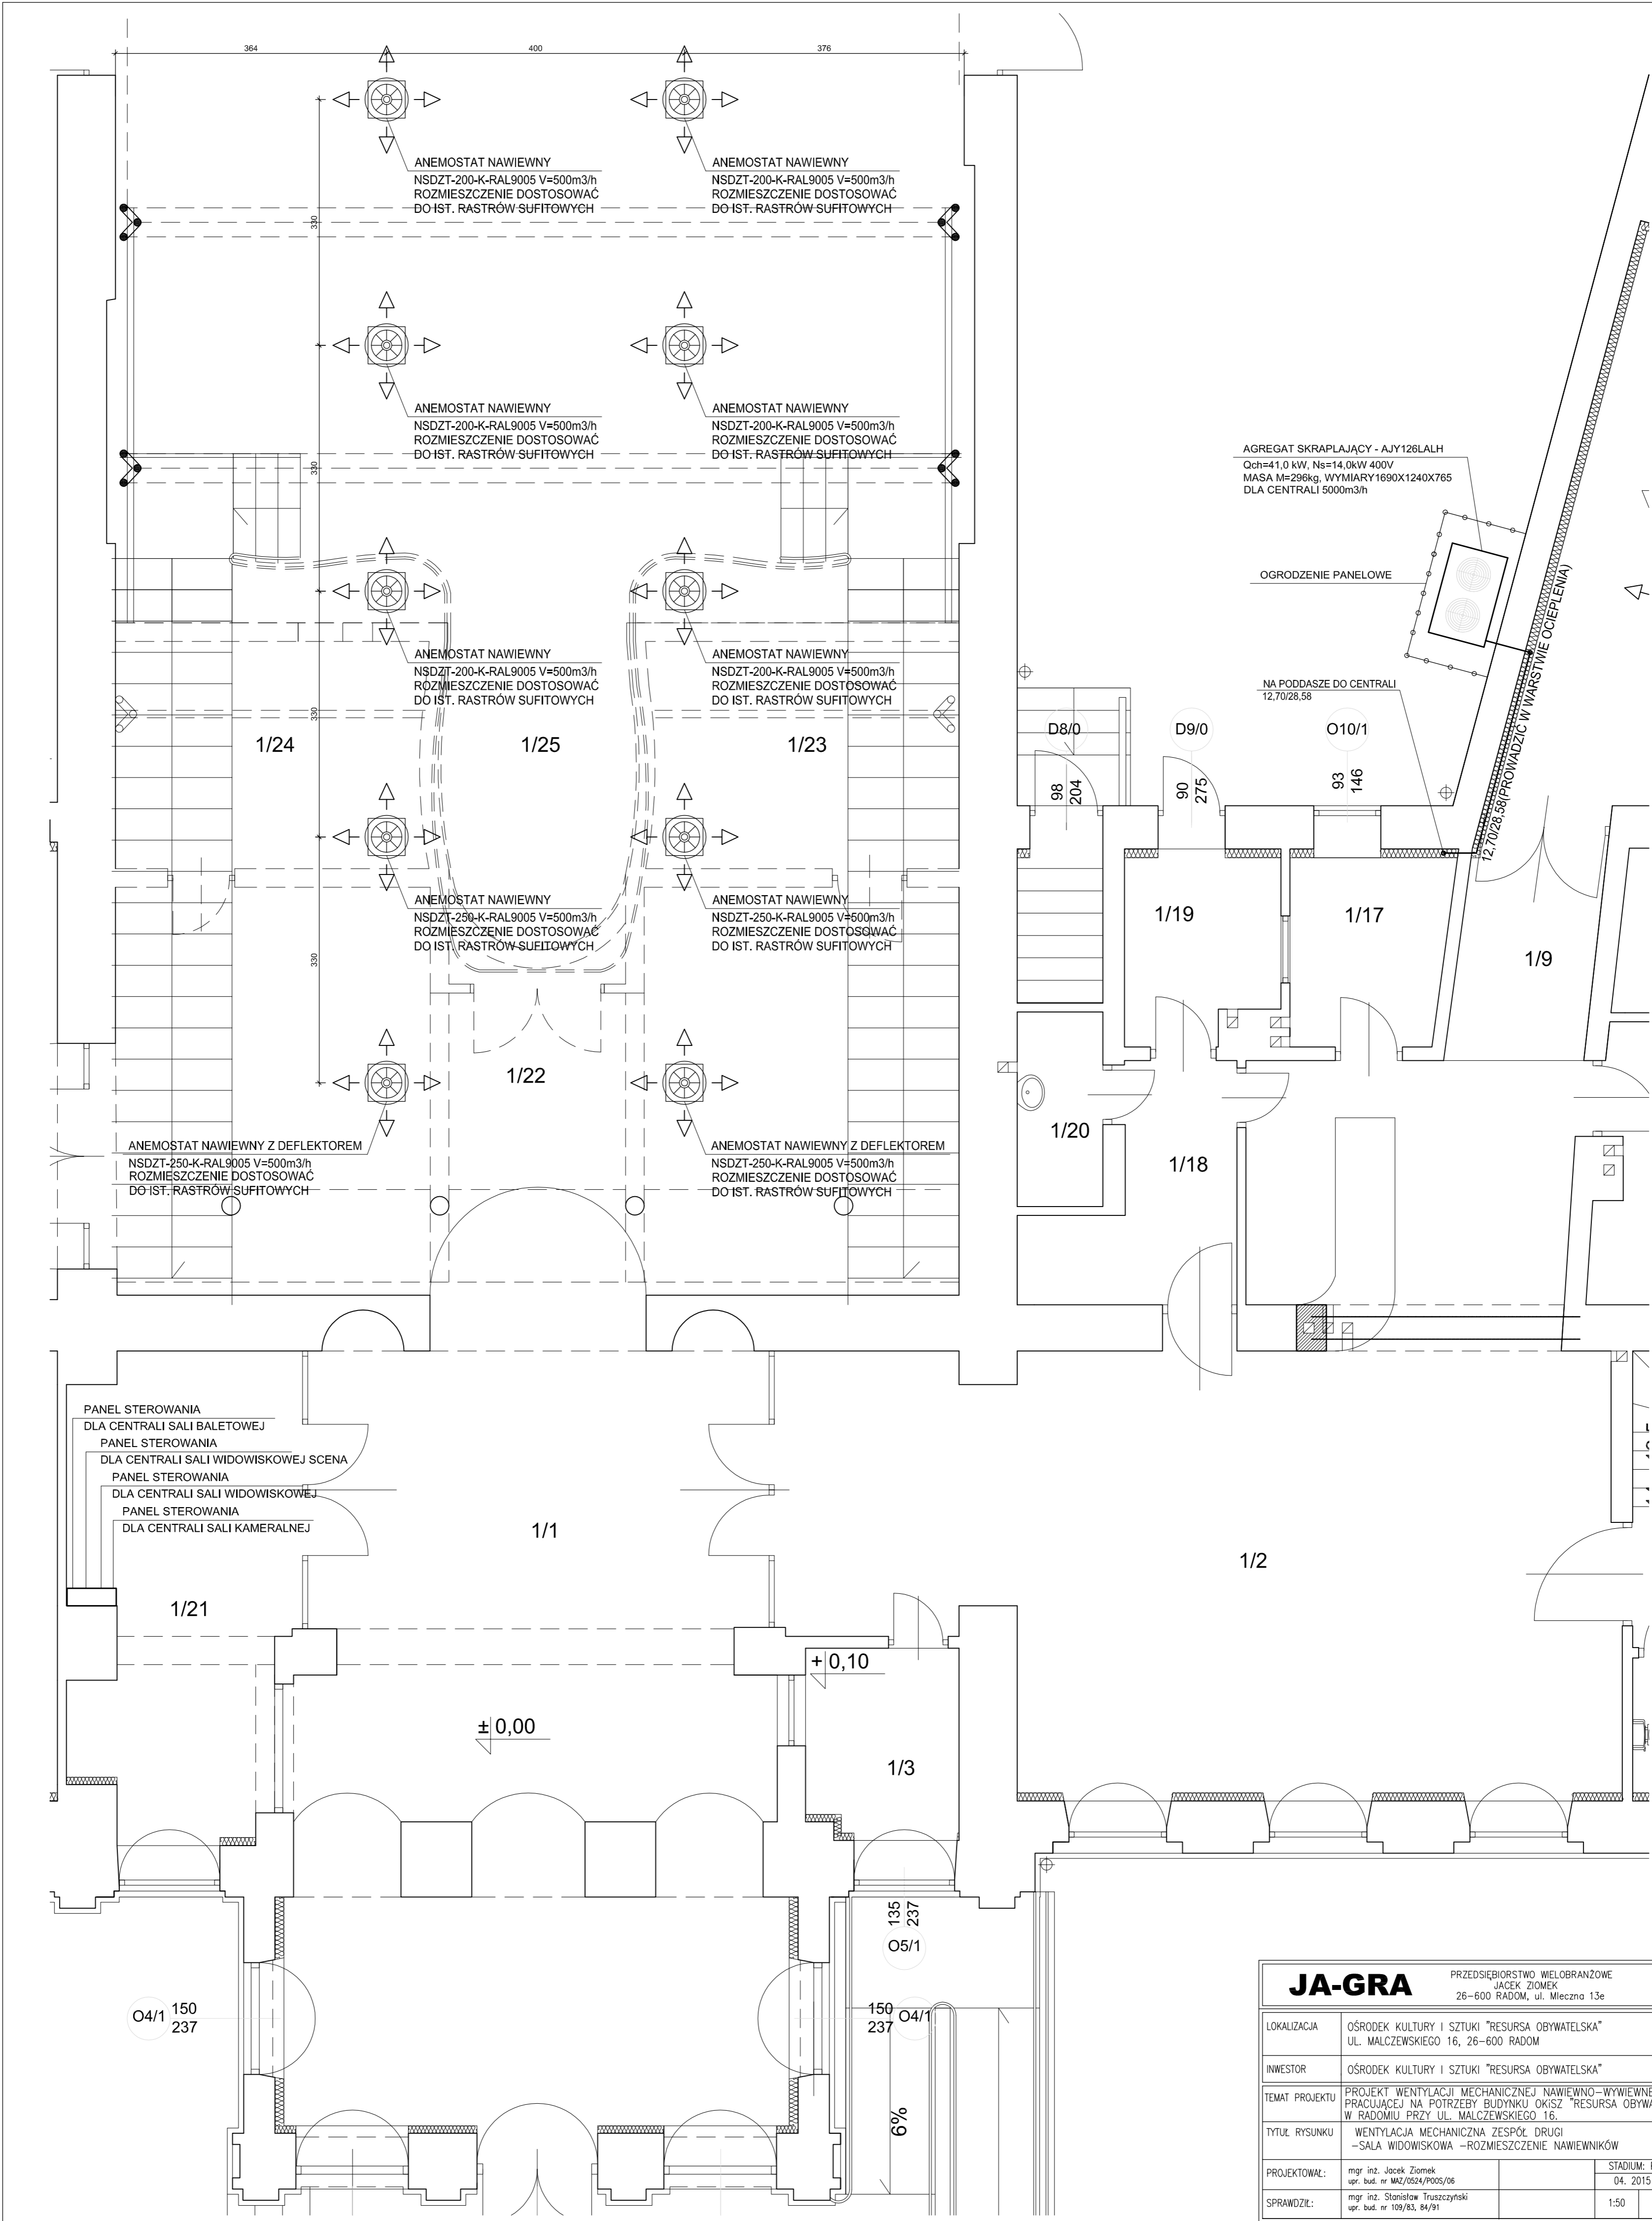 364
400
376
ANEMOSTAT NAWIEWNY
NSDZT-200-K-RAL9005 V=500m3/h
ROZMIESZCZENIE DOSTOSOWAĆ
DO IST. RASTRÓW SUFITOWYCH
ANEMOSTAT NAWIEWNY
NSDZT-200-K-RAL9005 V=500m3/h
ROZMIESZCZENIE DOSTOSOWAĆ
DO IST. RASTRÓW SUFITOWYCH
330
ANEMOSTAT NAWIEWNY
NSDZT-200-K-RAL9005 V=500m3/h
ROZMIESZCZENIE DOSTOSOWAĆ
DO IST. RASTRÓW SUFITOWYCH
ANEMOSTAT NAWIEWNY
NSDZT-200-K-RAL9005 V=500m3/h
ROZMIESZCZENIE DOSTOSOWAĆ
DO IST. RASTRÓW SUFITOWYCH
330
AGREGAT SKRAPLAJĄCY - AJY126LALH
Qch=41,0 kW, Ns=14,0kW 400V
MASA M=296kg, WYMIARY1690X1240X765
DLA CENTRALI 5000m3/h
OGRODZENIE PANELOWE
ANEMOSTAT NAWIEWNY
NSDZT-200-K-RAL9005 V=500m3/h
ROZMIESZCZENIE DOSTOSOWAĆ
DO IST. RASTRÓW SUFITOWYCH
ANEMOSTAT NAWIEWNY
NSDZT-200-K-RAL9005 V=500m3/h
ROZMIESZCZENIE DOSTOSOWAĆ
DO IST. RASTRÓW SUFITOWYCH
330
NA PODDASZE DO CENTRALI
12,70/28,58
12,70/28,58(PROWADZIĆ W WARSTWIE OCIEPLENIA)
1/24
1/25
1/23
D8/0
98
204
D9/0
90
275
O10/1
93
146
ANEMOSTAT NAWIEWNY
NSDZT-250-K-RAL9005 V=500m3/h
ROZMIESZCZENIE DOSTOSOWAĆ
DO IST. RASTRÓW SUFITOWYCH
ANEMOSTAT NAWIEWNY
NSDZT-250-K-RAL9005 V=500m3/h
ROZMIESZCZENIE DOSTOSOWAĆ
DO IST. RASTRÓW SUFITOWYCH
330
1/19
1/17
1/9
1/22
1/20
1/18
ANEMOSTAT NAWIEWNY Z DEFLEKTOREM
NSDZT-250-K-RAL9005 V=500m3/h
ROZMIESZCZENIE DOSTOSOWAĆ
DO IST. RASTRÓW SUFITOWYCH
ANEMOSTAT NAWIEWNY Z DEFLEKTOREM
NSDZT-250-K-RAL9005 V=500m3/h
ROZMIESZCZENIE DOSTOSOWAĆ
DO IST. RASTRÓW SUFITOWYCH
PANEL STEROWANIA
DLA CENTRALI SALI BALETOWEJ
PANEL STEROWANIA
DLA CENTRALI SALI WIDOWISKOWEJ SCENA
PANEL STEROWANIA
DLA CENTRALI SALI WIDOWISKOWEJ
PANEL STEROWANIA
DLA CENTRALI SALI KAMERALNEJ
1/1
1/2
1/21
+ 0,10
± 0,00
1/3
135
237
O5/1
O4/1
150
237
150
237
O4/1
6%
JA-GRA
PRZEDSIĘBIORSTWO WIELOBRANŻOWE
JACEK ZIOMEK
26-600 RADOM, ul. Mleczna 13e
LOKALIZACJA
OŚRODEK KULTURY I SZTUKI "RESURSA OBYWATELSKA"
UL. MALCZEWSKIEGO 16, 26-600 RADOM
INWESTOR
OŚRODEK KULTURY I SZTUKI "RESURSA OBYWATELSKA"
TEMAT PROJEKTU
PROJEKT WENTYLACJI MECHANICZNEJ NAWIEWNO-WYWIEWNE
PRACUJĄCEJ NA POTRZEBY BUDYNKU OKiSZ "RESURSA OBYWA
W RADOMIU PRZY UL. MALCZEWSKIEGO 16.
TYTUŁ RYSUNKU
WENTYLACJA MECHANICZNA ZESPÓŁ DRUGI
-SALA WIDOWISKOWA -ROZMIESZCZENIE NAWIEWNIKÓW
PROJEKTOWAŁ:
mgr inż. Jacek Ziomek
upr. bud. nr MAZ/0524/POOS/06
STADIUM:
04. 2015
SPRAWDZIŁ:
mgr inż. Stanisław Truszczyński
upr. bud. nr 109/83, 84/91
1:50